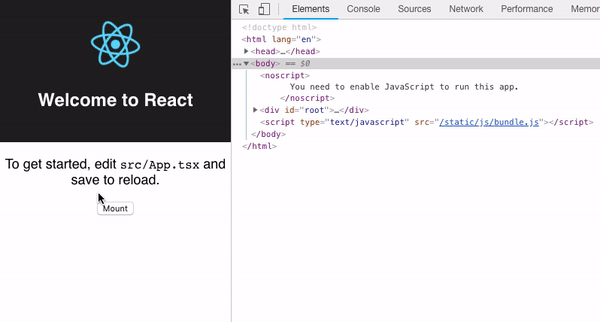 Elements Console Sources Network Performance Memor
<!doctype html>
<html lang="en">
<head>…</head>
Welcome to React
…<body> == $0
<noscript>
You need to enable JavaScript to run this app.
</noscript>
<div id="root">…</div>
<script type="text/javascript" src="/static/js/bundle.js"></script>
</body>
</html>
To get started, edit src/App.tsx and
save to reload.
Mount